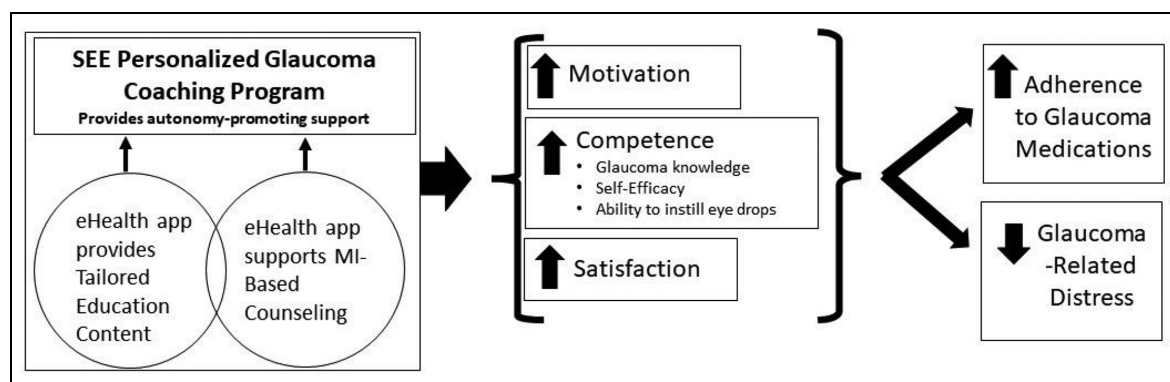 SEE Personalized Glaucoma
Coaching Program
Provides autonomy-promoting support
eHealth app
provides
Tailored
Education
Content
eHealth app
supports MI-
Based
Counseling
Motivation
Competence
• Glaucoma knowledge
• Self-Efficacy
• Ability to instill eye drops
Satisfaction
Adherence
to Glaucoma
Medications
Glaucoma
-Related
Distress